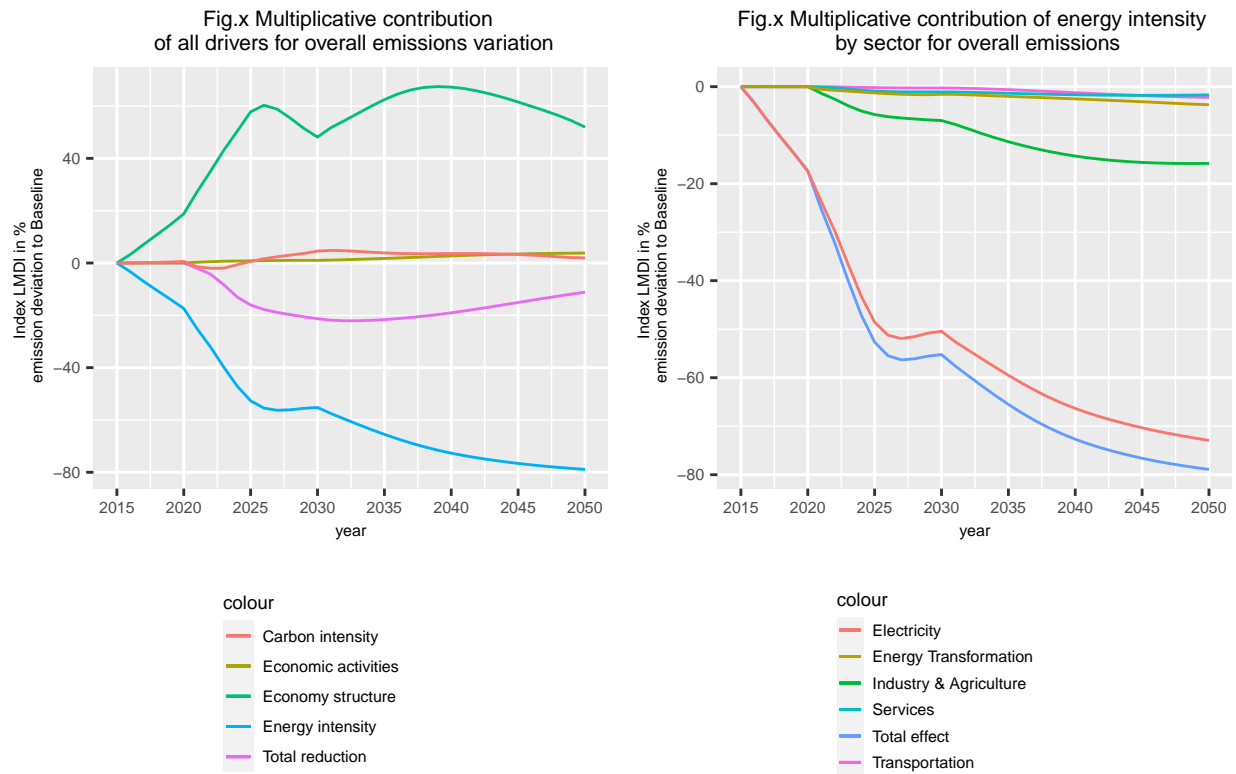 Fig.x Multiplicative contribution
of all drivers for overall emissions variation
Index LMDI in %
emission deviation to Baseline
40
0
−40
−80
2015 2020 2025 2030 2035 2040 2045 2050
year
colour
Carbon intensity
Economic activities
Economy structure
Energy intensity
Total reduction
Fig.x Multiplicative contribution of energy intensity
by sector for overall emissions
Index LMDI in %
emission deviation to Baseline
0
−20
−40
−60
−80
2015 2020 2025 2030 2035 2040 2045 2050
year
colour
Electricity
Energy Transformation
Industry & Agriculture
Services
Total effect
Transportation